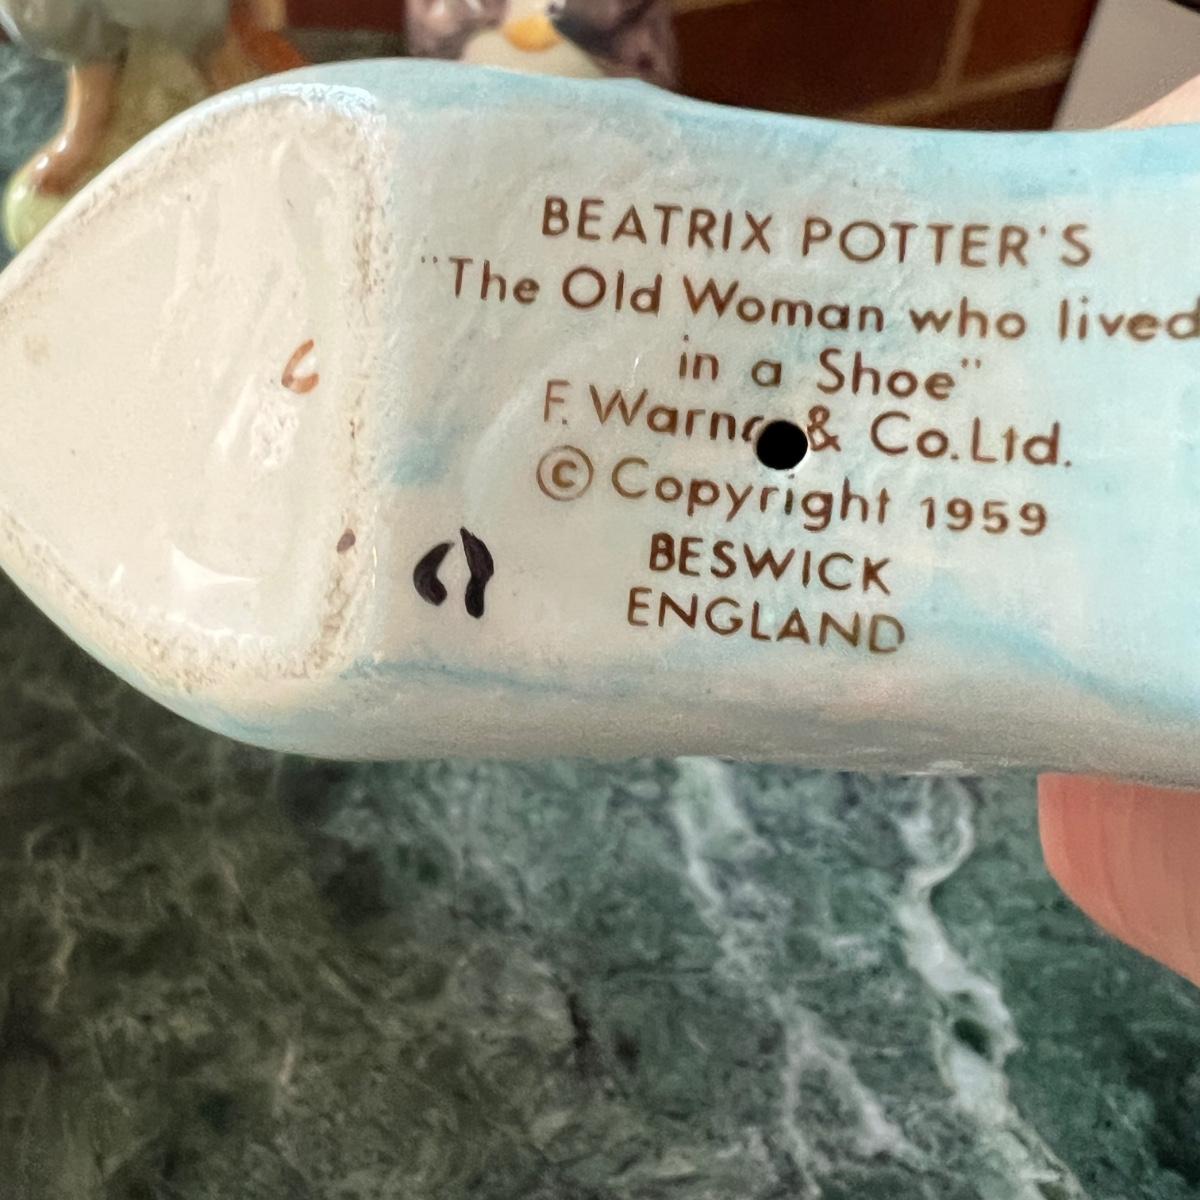 BEATRIX POTTER'S
"The Old Woman who lived
in a Shoe"
F. Warne & Co. Ltd.
© Copyright 1959
BESWICK
ENGLAND